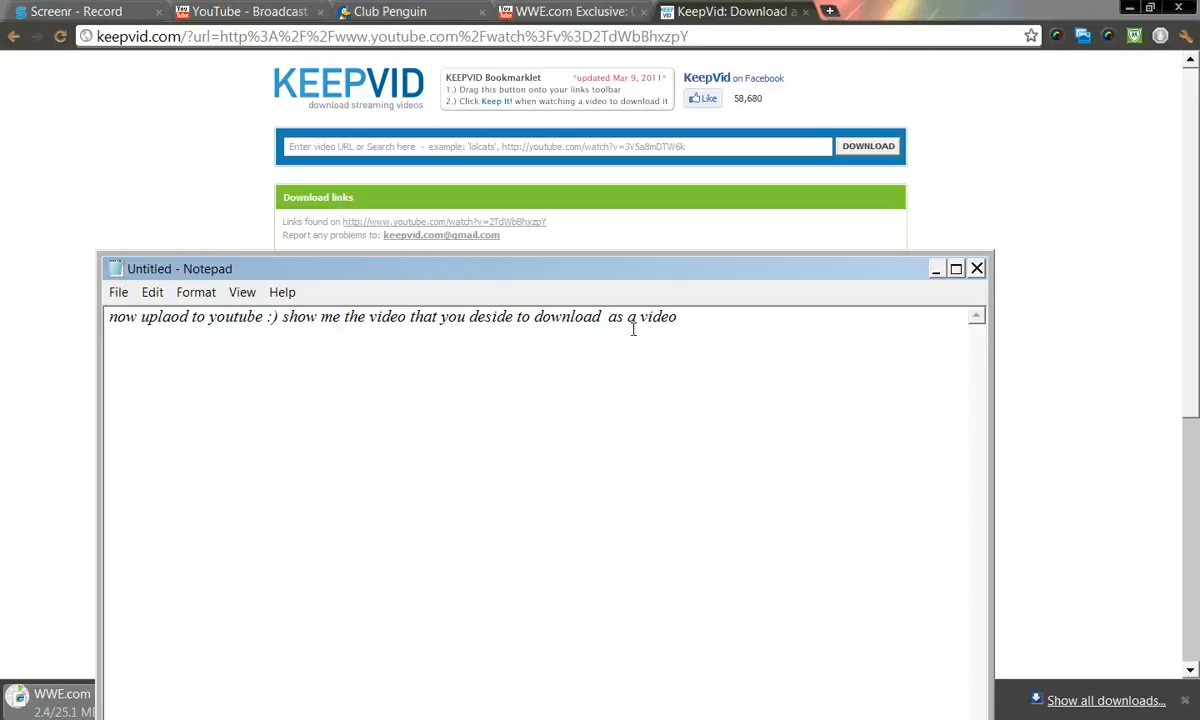 Screenr - Record
YouTube - Broadcast
Club Penguin
WWE.com Exclusive: (
KeepVid: Download a
keepvid.com/?url=http%3A%2F%2Fwww.youtube.com%2Fwatch%3Fv%3D2TdWbBhxzpY
KEEPVID
download streaming videos
KEEPVID Bookmarklet *updated Mar 9, 2011*
1.) Drag this button onto your links toolbar
2.) Click Keep It! when watching a video to download it
KeepVid on Facebook
Like 58,680
Enter video URL or Search here - example: 'lolcats', http://youtube.com/watch?v=3V5a8mDTW6k
DOWNLOAD
Download links
Links found on http://www.youtube.com/watch?v=2TdWbBhxzpY
Report any problems to: keepvid.com@gmail.com
Untitled - Notepad
File Edit Format View Help
now uplaod to youtube :) show me the video that you deside to download as a video
WWE.com
2.4/25.1 MB
Show all downloads...